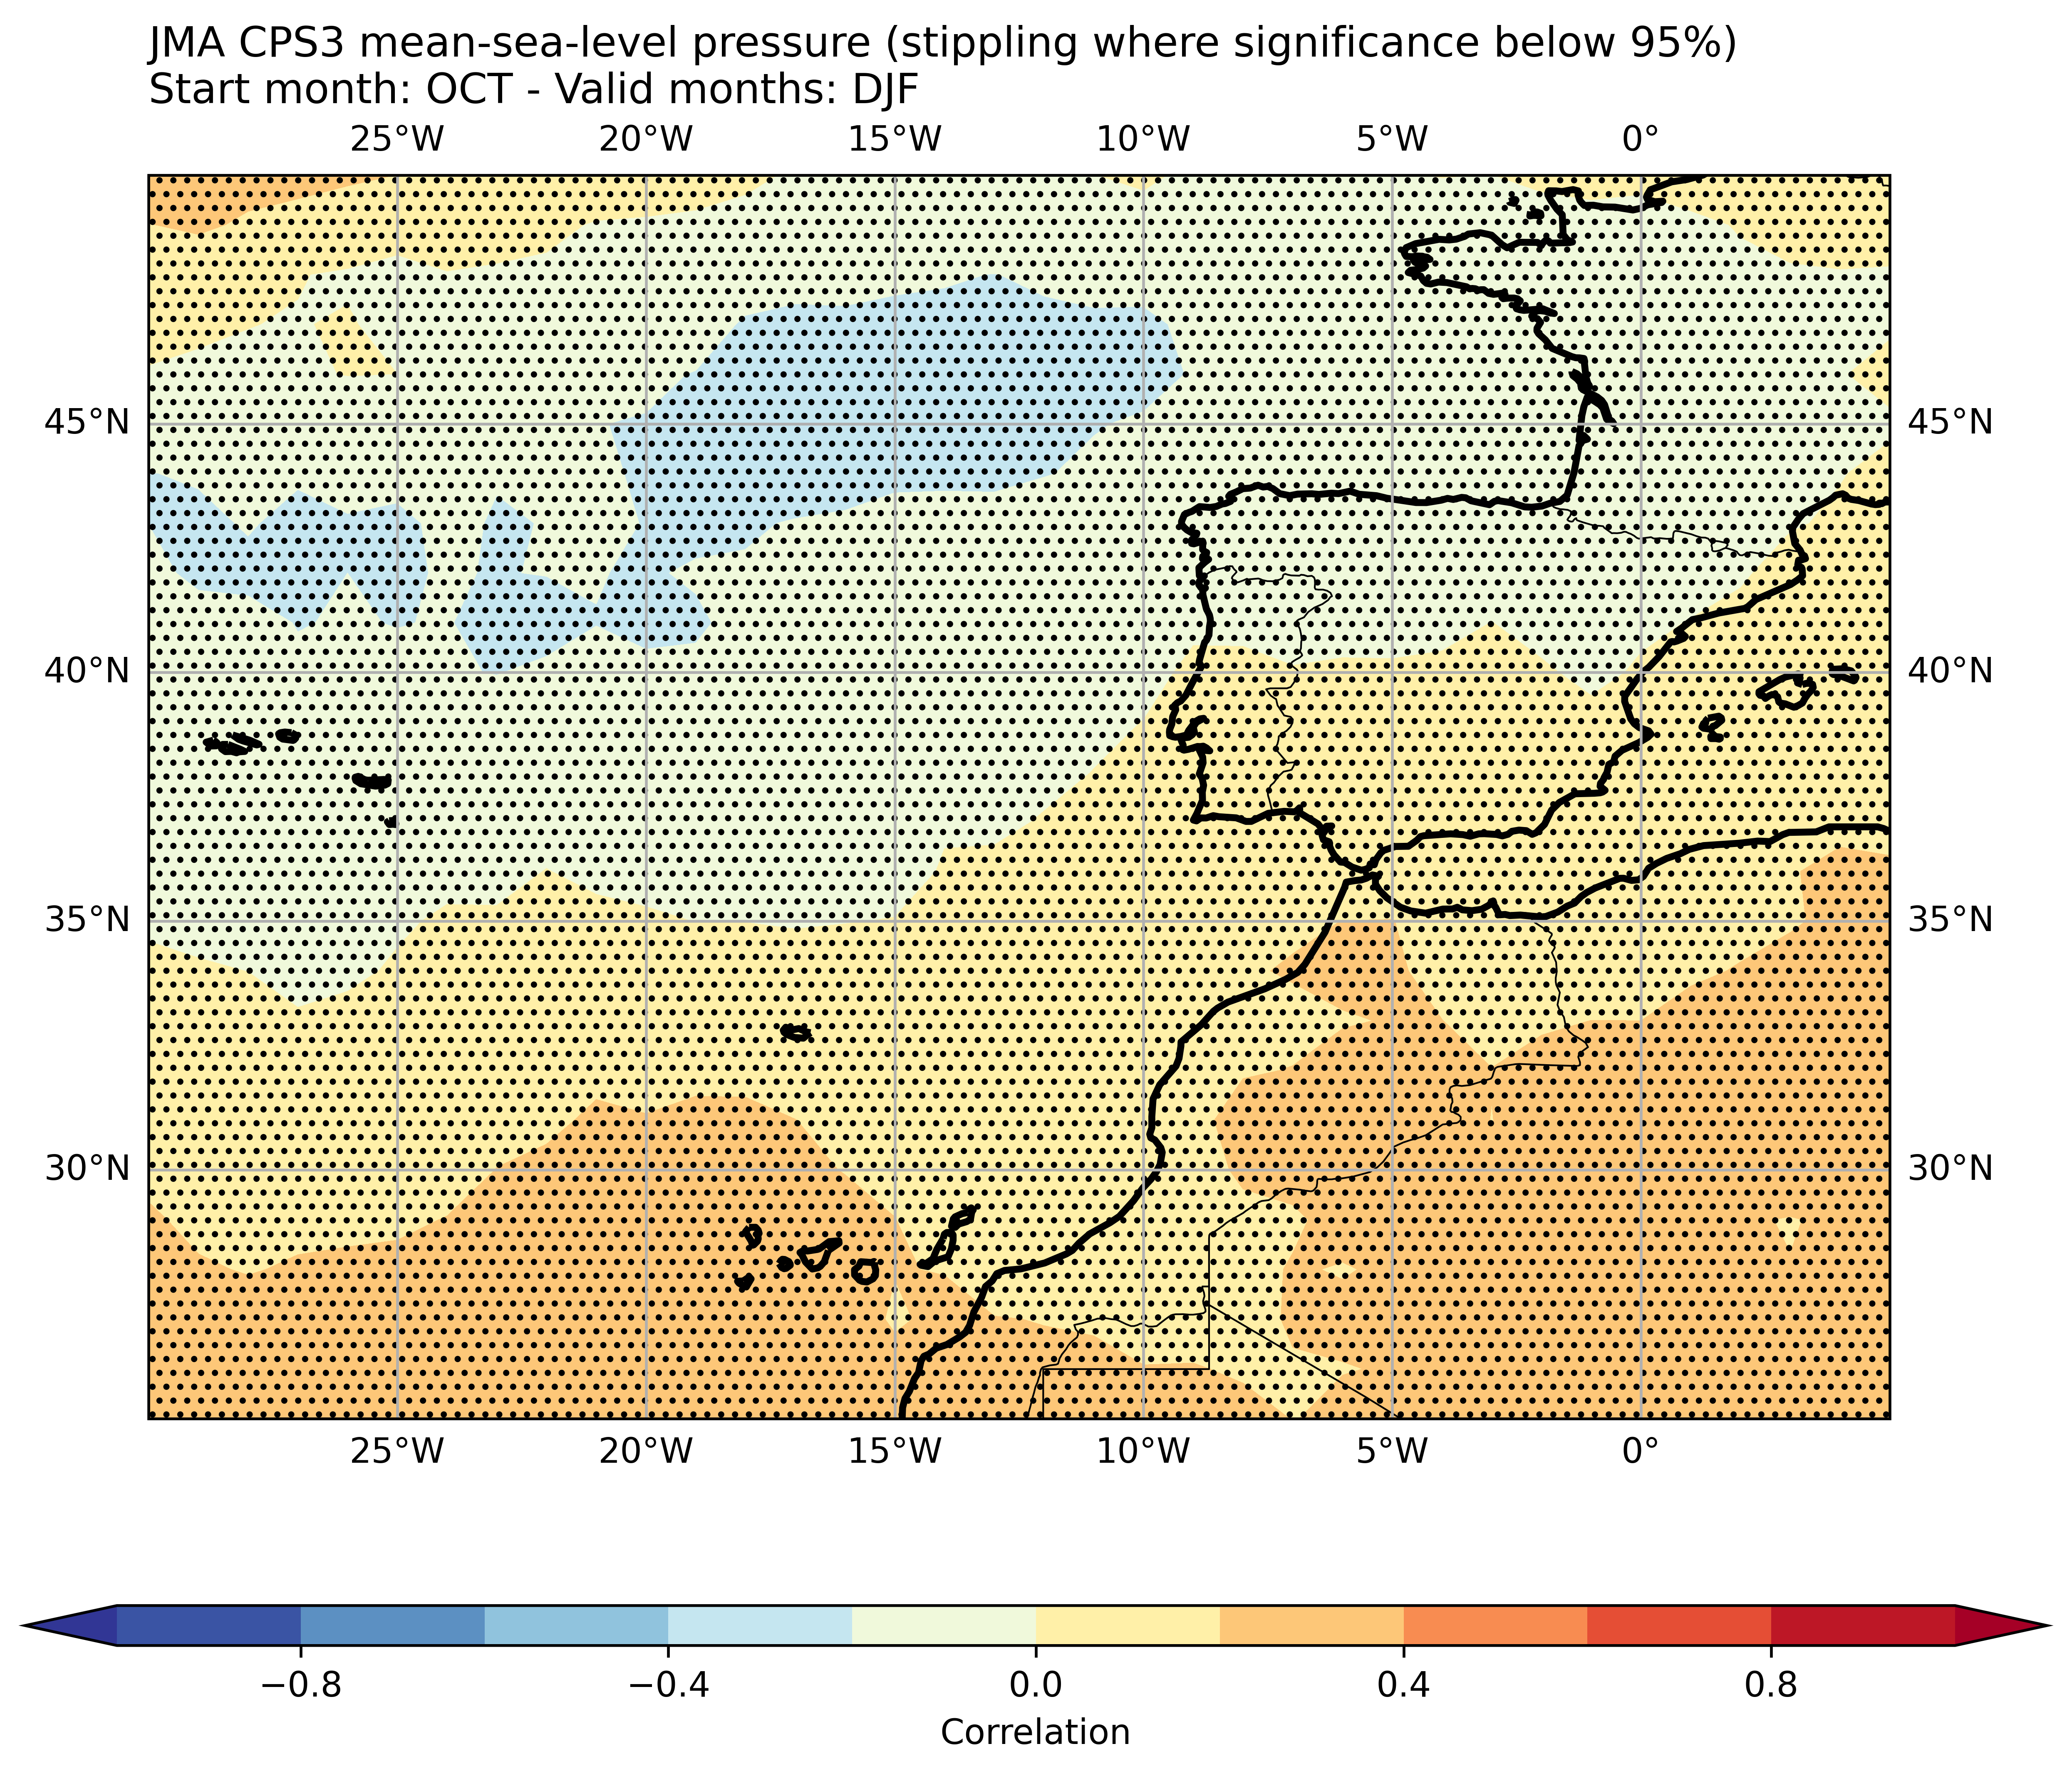 JMA CPS3 mean-sea-level pressure (stippling where significance below 95%)
Start month: OCT - Valid months: DJF
25°W 20°W 15°W 10°W 5°W 0°
45°N 45°N
40°N 40°N
35°N 35°N
30°N 30°N
25°W 20°W 15°W 10°W 5°W 0°
−0.8 −0.4 0.0 0.4 0.8
Correlation